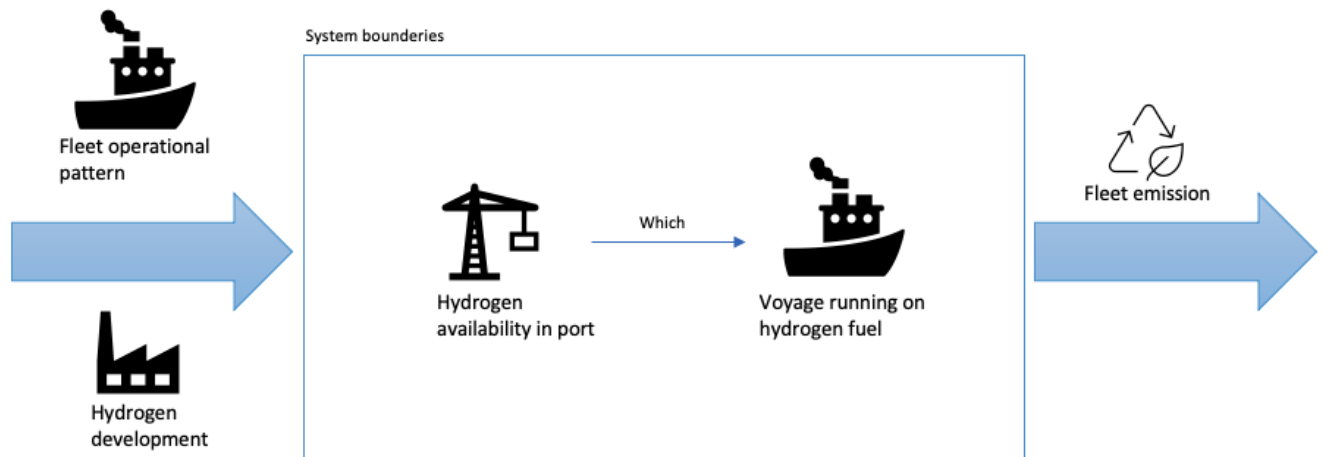 System bounderies
Fleet operational
pattern
Hydrogen
development
Which
Hydrogen
availability in port
Voyage running on
hydrogen fuel
Fleet emission